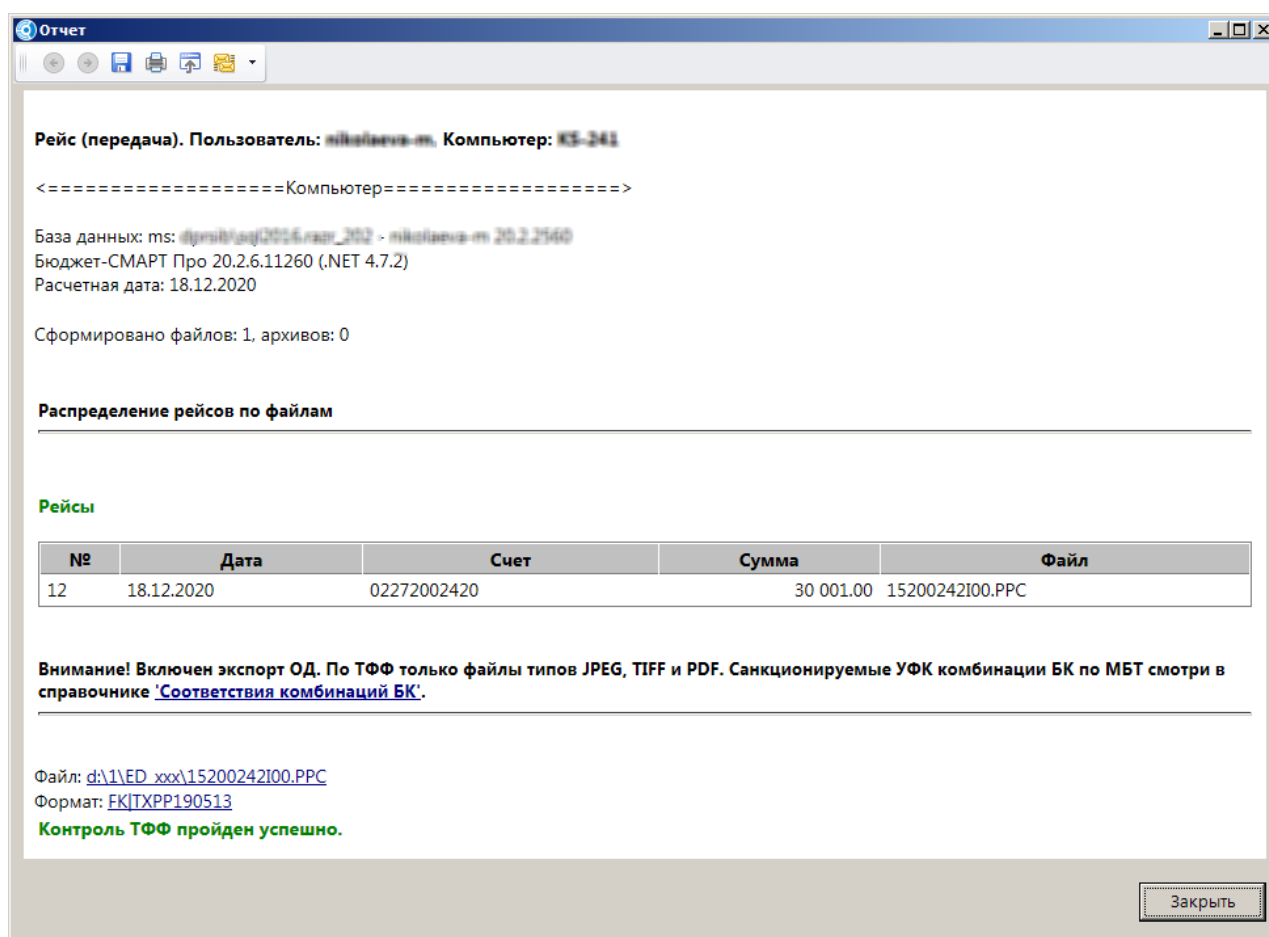 Отчет
Рейс (передача). Пользователь: Компьютер:
<===================Компьютер===================>
База данных: ms:
Бюджет-СМАРТ Про 20.2.6.11260 (.NET 4.7.2)
Расчетная дата: 18.12.2020
Сформировано файлов: 1, архивов: 0
Распределение рейсов по файлам
Рейсы
№ Дата Счет Сумма Файл
12 18.12.2020 02272002420 30 001.00 15200242I00.PPC
Внимание! Включен экспорт ОД. По ТФФ только файлы типов JPEG, TIFF и PDF. Санкционируемые УФК комбинации БК по МБТ смотри в
справочнике 'Соответствия комбинаций БК'.
Файл: d:\1\ED_xxx\15200242I00.PPC
Формат: FK|TXPP190513
Контроль ТФФ пройден успешно.
Закрыть